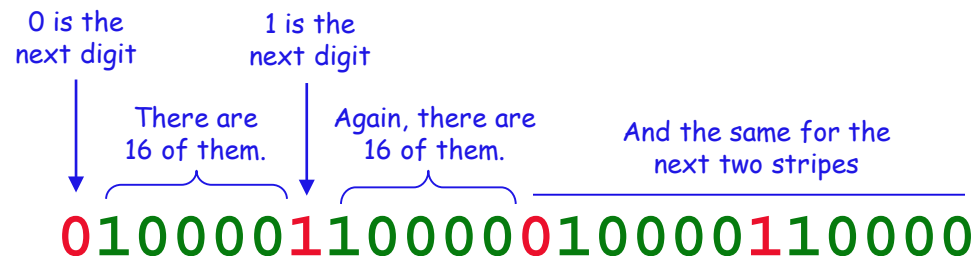 0 is the
next digit
1 is the
next digit
There are
16 of them.
Again, there are
16 of them.
And the same for the
next two stripes
010000110000010000110000